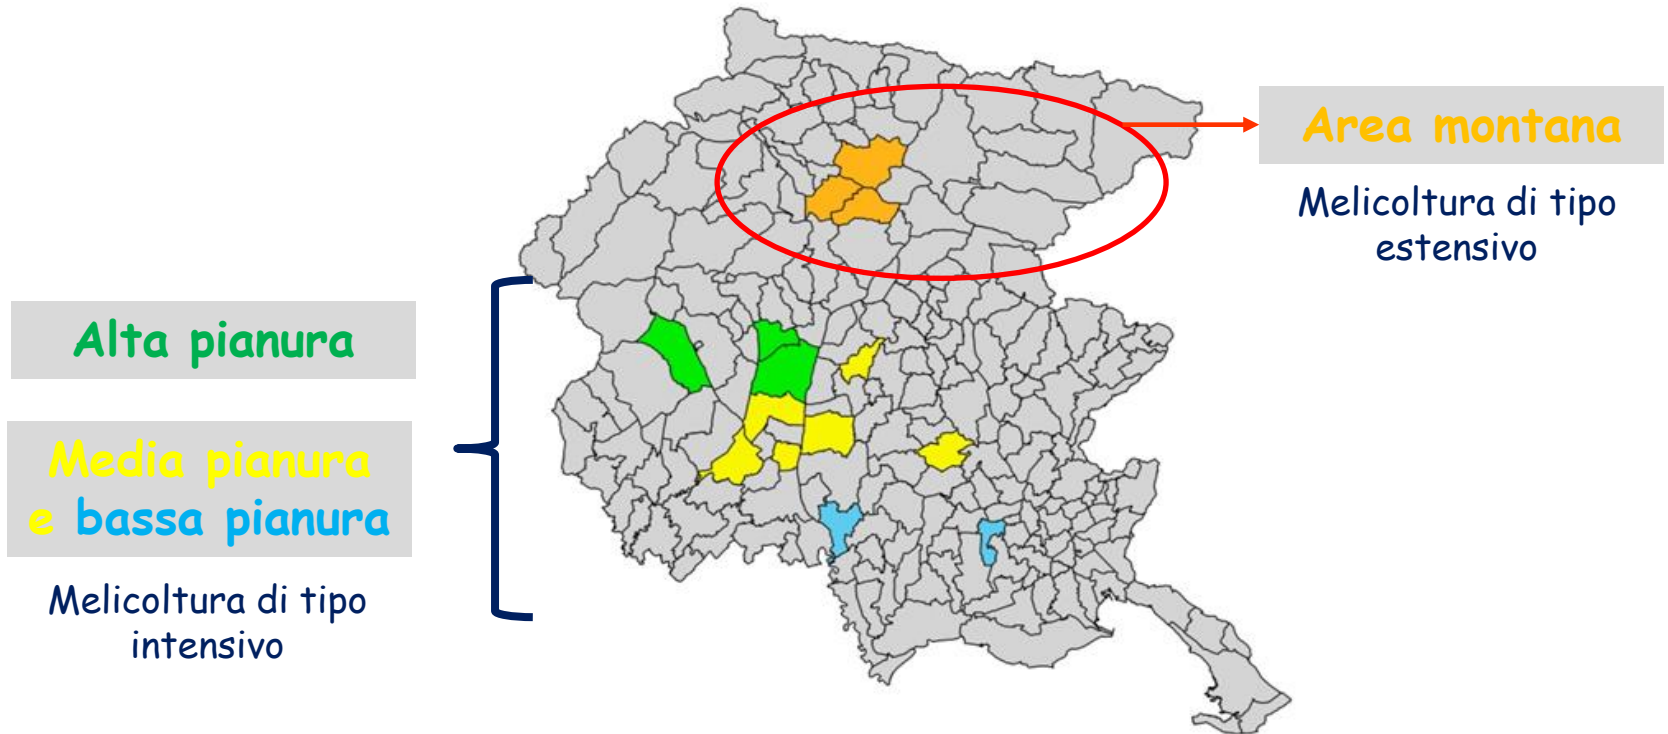 Area montana
Melicoltura di tipo
estensivo
Alta pianura
Media pianura
e bassa pianura
Melicoltura di tipo
intensivo